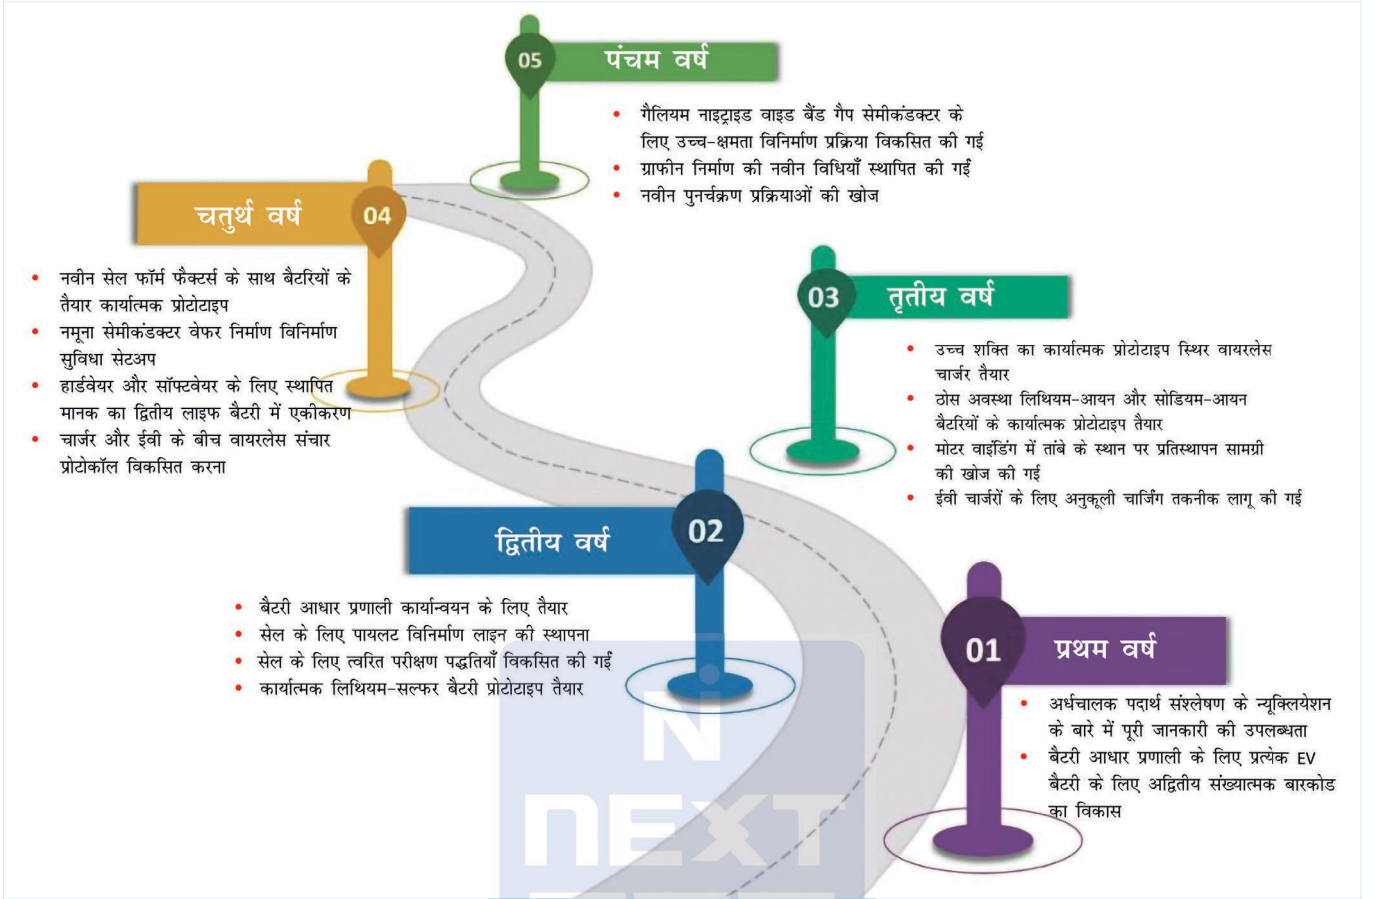 05
पंचम वर्ष
गैलियम नाइट्राइड वाइड बैंड गैप सेमीकंडक्टर के
लिए उच्च-क्षमता विनिर्माण प्रक्रिया विकसित की गई
ग्राफीन निर्माण की नवीन विधियाँ स्थापित की गईं
नवीन पुनर्चक्रण प्रक्रियाओं की खोज
चतुर्थ वर्ष
04
नवीन सेल फॉर्म फैक्टर्स के साथ बैटरियों के
तैयार कार्यात्मक प्रोटोटाइप
नमूना सेमीकंडक्टर वेफर निर्माण विनिर्माण
सुविधा सेटअप
हार्डवेयर और सॉफ्टवेयर के लिए स्थापित
मानक का द्वितीय लाइफ बैटरी में एकीकरण
चार्जर और ईवी के बीच वायरलेस संचार
प्रोटोकॉल विकसित करना
03
तृतीय वर्ष
उच्च शक्ति का कार्यात्मक प्रोटोटाइप स्थिर वायरलेस
चार्जर तैयार
ठोस अवस्था लिथियम-आयन और सोडियम-आयन
बैटरियों के कार्यात्मक प्रोटोटाइप तैयार
मोटर वाइंडिंग में तांबे के स्थान पर प्रतिस्थापन सामग्री
की खोज की गई
ईवी चार्जरों के लिए अनुकूली चार्जिंग तकनीक लागू की गई
द्वितीय वर्ष
02
बैटरी आधार प्रणाली कार्यान्वयन के लिए तैयार
सेल के लिए पायलट विनिर्माण लाइन की स्थापना
सेल के लिए त्वरित परीक्षण पद्धतियाँ विकसित की गईं
कार्यात्मक लिथियम-सल्फर बैटरी प्रोटोटाइप तैयार
01
प्रथम वर्ष
अर्धचालक पदार्थ संश्लेषण के न्यूक्लियेशन
के बारे में पूरी जानकारी की उपलब्धता
बैटरी आधार प्रणाली के लिए प्रत्येक EV
बैटरी के लिए अद्वितीय संख्यात्मक बारकोड
का विकास
N
NEXT